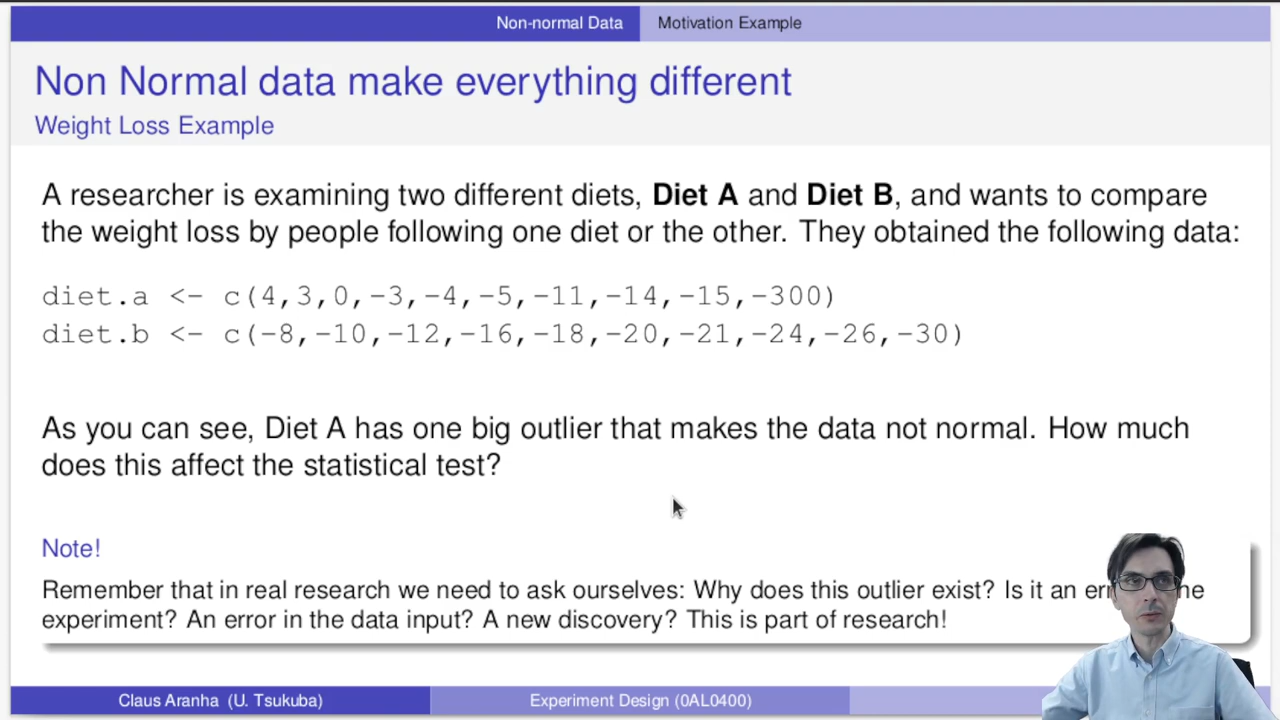 Non-normal Data Motivation Example
Non Normal data make everything different
Weight Loss Example
A researcher is examining two different diets, Diet A and Diet B, and wants to compare
the weight loss by people following one diet or the other. They obtained the following data:
diet.a <- c(4,3,0,-3,-4,-5,-11,-14,-15,-300)
diet.b <- c(-8,-10,-12,-16,-18,-20,-21,-24,-26,-30)
As you can see, Diet A has one big outlier that makes the data not normal. How much
does this affect the statistical test?
Note!
Remember that in real research we need to ask ourselves: Why does this outlier exist? Is it an
experiment? An error in the data input? A new discovery? This is part of research!
Claus Aranha (U. Tsukuba) Experiment Design (0AL0400)